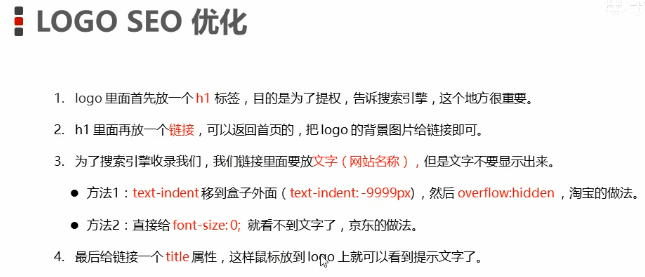 LOGO SEO 优化
1. logo 里面首先放一个 h1 标签，目的是为了提权，告诉搜索引擎，这个地方很重要。
2. h1 里面再放一个链接，可以返回首页的，把 logo 的背景图片给链接即可。
3. 为了搜索引擎收录我们，我们链接里面要放文字（网站名称），但是文字不要显示出来。
● 方法1：text-indent 移到盒子外面（text-indent: -9999px)，然后 overflow:hidden ，淘宝的做法。
● 方法2：直接给 font-size: 0; 就看不到文字了，京东的做法。
4. 最后给链接一个 title 属性，这样鼠标放到 logo 上就可以看到提示文字了。